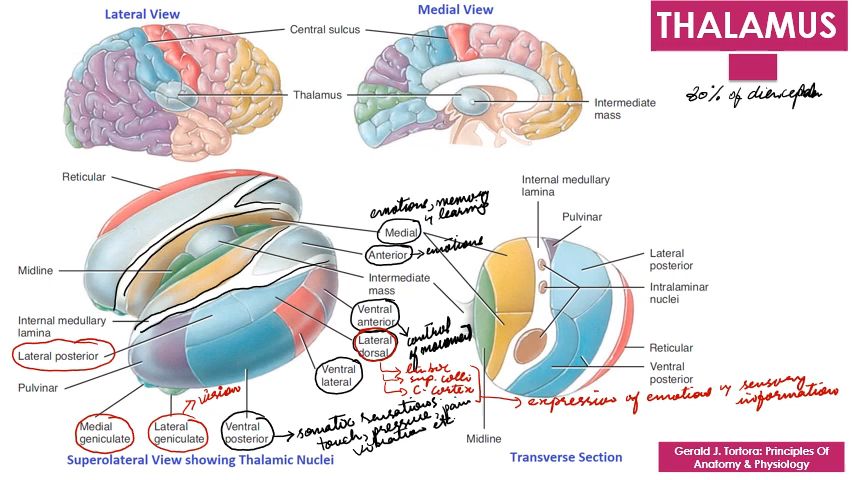 Lateral View
Medial View
THALAMUS
80% of diencephalon
Central sulcus
Thalamus
Intermediate
mass
Reticular
Midline
Internal medullary
lamina
Lateral posterior
Pulvinar
Medial
geniculate
Lateral
geniculate
vision
Ventral
posterior
somatic sensations
touch, pressure, pain
vibration etc
emotions, memory
& learning
Medial
Anterior
emotions
Intermediate
mass
Ventral
anterior
control
of movement
Lateral
dorsal
Ventral
lateral
limbic
sup. colli
C. cortex
expression of emotions & sensory
informations
Internal medullary
lamina
Pulvinar
Lateral
posterior
Intralaminar
nuclei
Reticular
Ventral
posterior
Midline
Superolateral View showing Thalamic Nuclei
Transverse Section
Gerald J. Tortora: Principles Of
Anatomy & Physiology